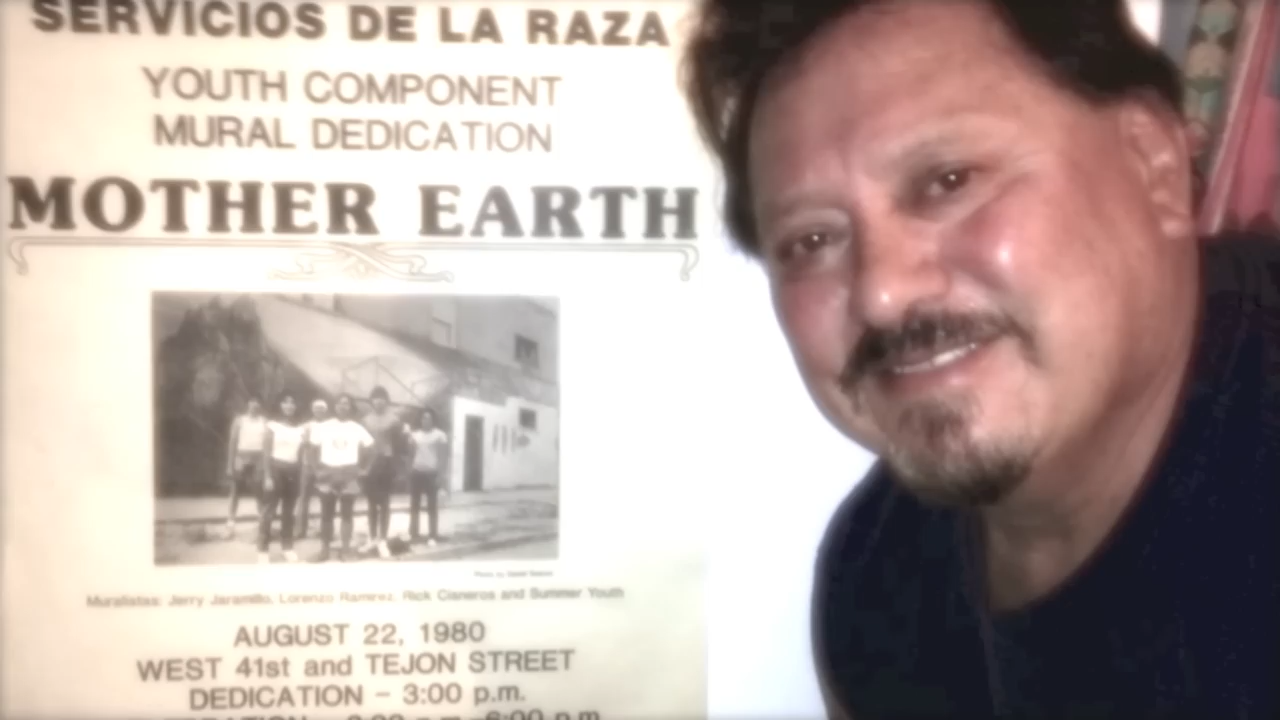 SERVICIOS DE LA RAZA
YOUTH COMPONENT
MURAL DEDICATION
MOTHER EARTH
Muralistas: Jerry Jaramillo, Lorenzo Ramirez, Rick Cisneros and Summer Youth
AUGUST 22, 1980
WEST 41st and TEJON STREET
DEDICATION - 3:00 p.m.